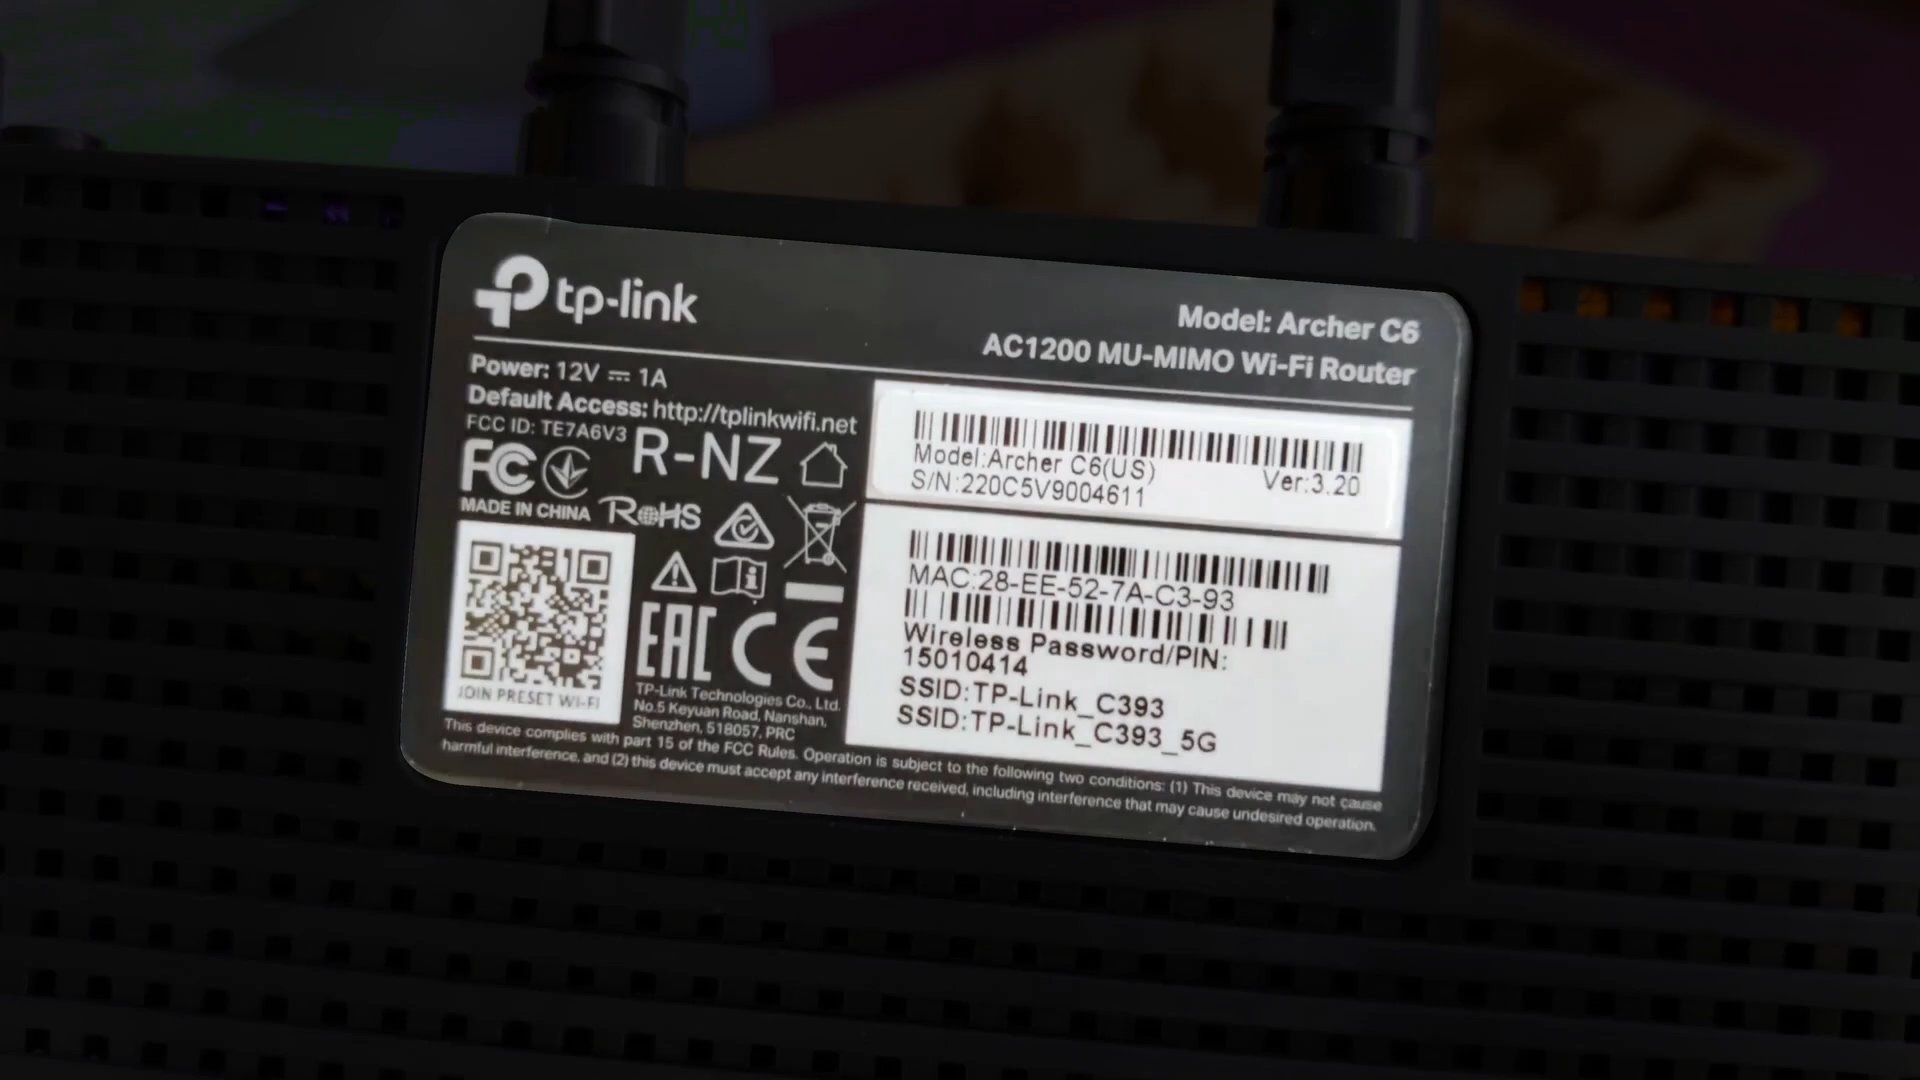 tp-link
Model: Archer C6
AC1200 MU-MIMO Wi-Fi Router
Power: 12V ⎓ 1A
Default Access: http://tplinkwifi.net
FCC ID: TE7A6V3
R-NZ
FC
MADE IN CHINA
RoHS
JOIN PRESET WI-FI
EAC CE
TP-Link Technologies Co., Ltd.
No.5 Keyuan Road, Nanshan,
Shenzhen, 518057, PRC
Model:Archer C6(US)
Ver:3.20
S/N:220C5V9004611
MAC:28-EE-52-7A-C3-93
Wireless Password/PIN:
15010414
SSID:TP-Link_C393
SSID:TP-Link_C393_5G
This device complies with part 15 of the FCC Rules. Operation is subject to the following two conditions: (1) This device may not cause
harmful interference, and (2) this device must accept any interference received, including interference that may cause undesired operation.